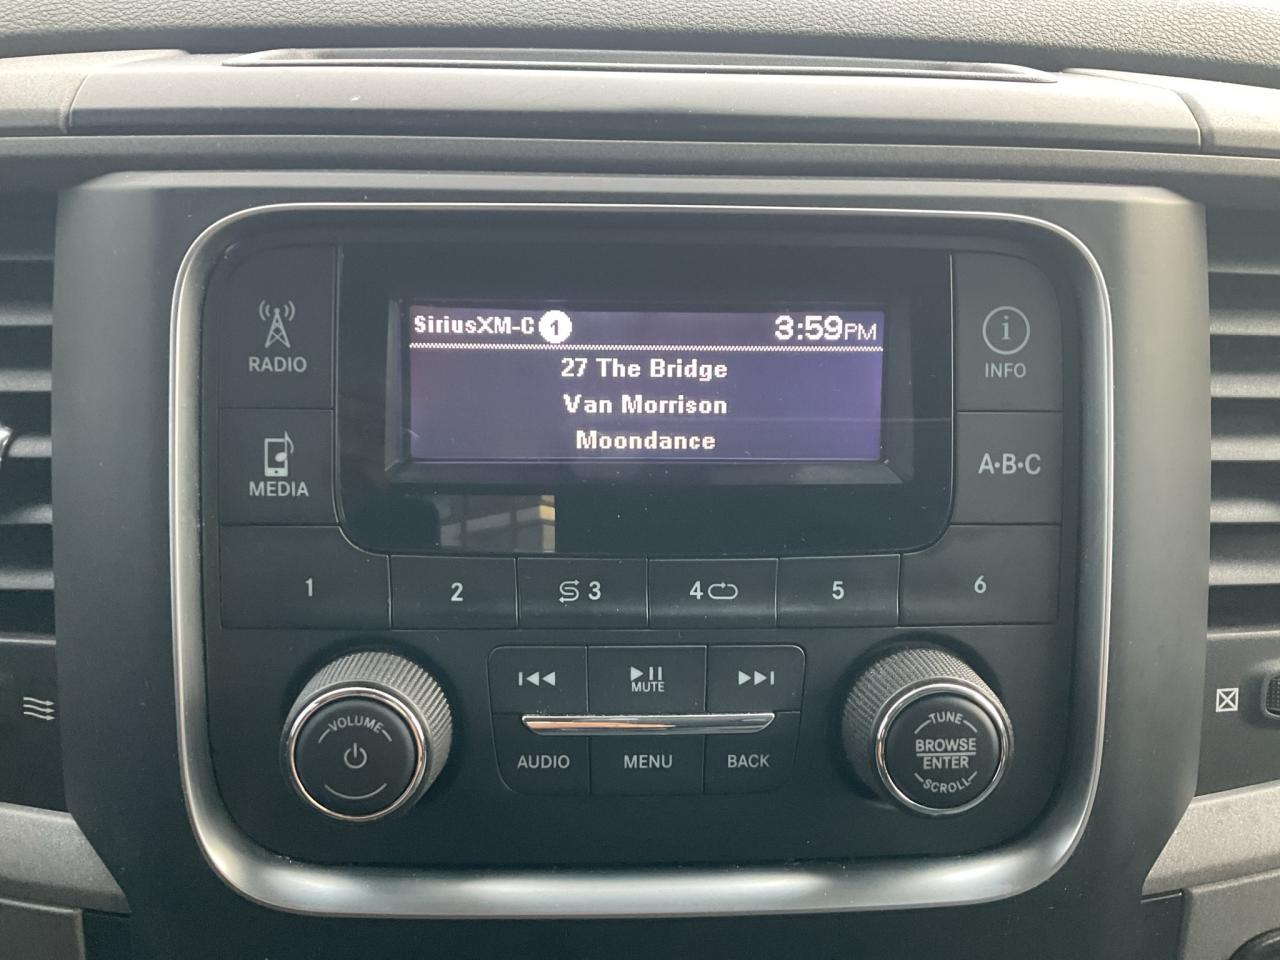 SiriusXM-C 1 3:59PM
27 The Bridge
Van Morrison
Moondance
RADIO
INFO
MEDIA
A•B•C
1 2 3 4 5 6
MUTE
VOLUME
TUNE
BROWSE
ENTER
SCROLL
AUDIO MENU BACK